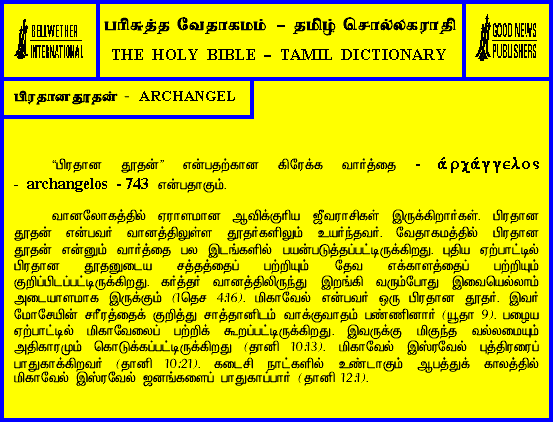 BELLWETHER
INTERNATIONAL
பரிசுத்த வேதாகமம் – தமிழ் சொல்லகராதி
THE HOLY BIBLE – TAMIL DICTIONARY
GOOD NEWS
PUBLISHERS
பிரதானதூதன் - ARCHANGEL
“பிரதான தூதன்” என்பதற்கான கிரேக்க வார்த்தை - ἀρχάγγελος
- archangelos - 743 என்பதாகும்.
வானலோகத்தில் ஏராளமான ஆவிக்குரிய ஜீவராசிகள் இருக்கிறார்கள். பிரதான
தூதன் என்பவர் வானத்திலுள்ள தூதர்களிலும் உயர்ந்தவர். வேதாகமத்தில் பிரதான
தூதன் என்னும் வார்த்தை பல இடங்களில் பயன்படுத்தப்பட்டிருக்கிறது. புதிய ஏற்பாட்டில்
பிரதான தூதனுடைய சத்தத்தைப் பற்றியும் தேவ எக்காளத்தைப் பற்றியும்
குறிப்பிடப்பட்டிருக்கிறது. கர்த்தர் வானத்திலிருந்து இறங்கி வரும்போது இவையெல்லாம்
அடையாளமாக இருக்கும் (1தெச 4:16). மிகாவேல் என்பவர் ஒரு பிரதான தூதர். இவர்
மோசேயின் சரீரத்தைக் குறித்து சாத்தானிடம் வாக்குவாதம் பண்ணினார் (யூதா 9). பழைய
ஏற்பாட்டில் மிகாவேலைப் பற்றிக் கூறப்பட்டிருக்கிறது. இவருக்கு மிகுந்த வல்லமையும்
அதிகாரமும் கொடுக்கப்பட்டிருக்கிறது (தானி 10:13). மிகாவேல் இஸ்ரவேல் புத்திரரைப்
பாதுகாக்கிறவர் (தானி 10:21). கடைசி நாட்களில் உண்டாகும் ஆபத்துக் காலத்தில்
மிகாவேல் இஸ்ரவேல் ஜனங்களைப் பாதுகாப்பார் (தானி 12:1).